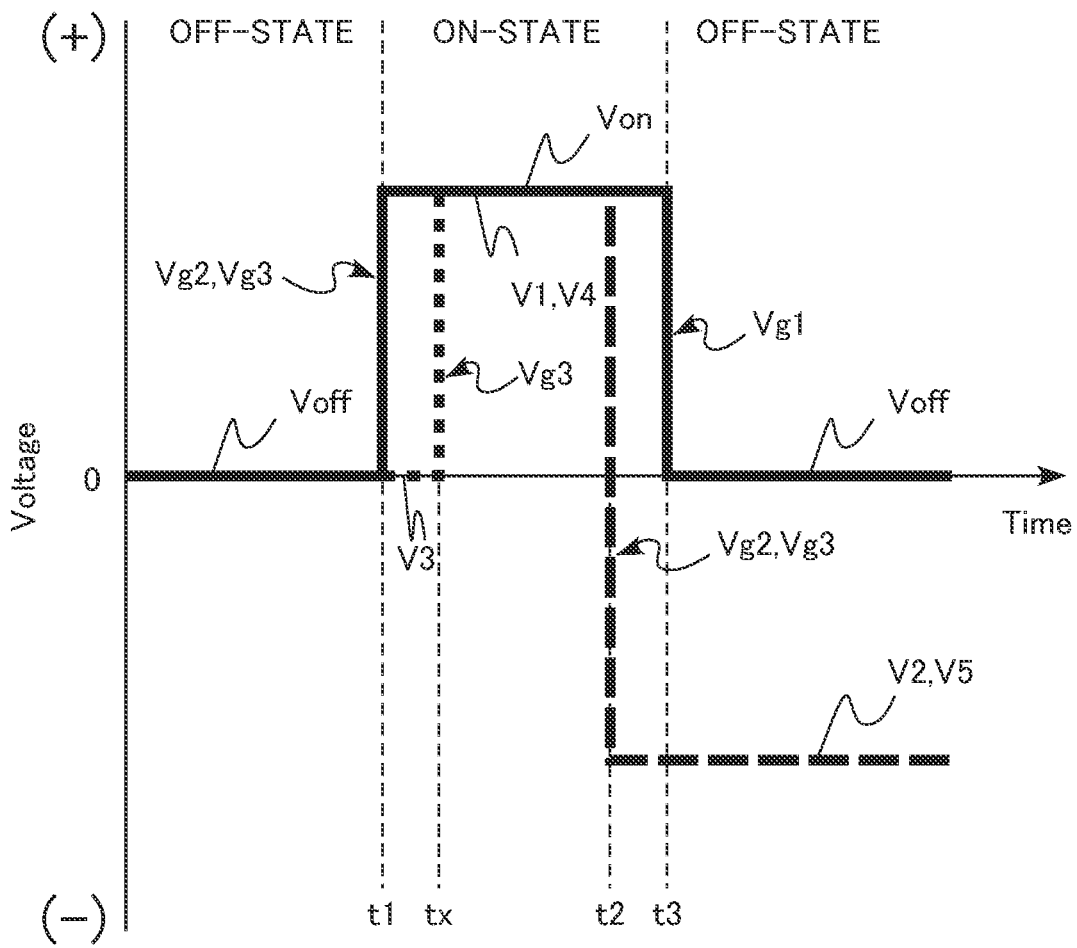 (+)
OFF-STATE
ON-STATE
OFF-STATE
Von
Vg2,Vg3
V1,V4
Vg1
Vg3
Voff
Voff
Voltage
0
Time
V3
Vg2,Vg3
V2,V5
(−)
t1
tx
t2
t3